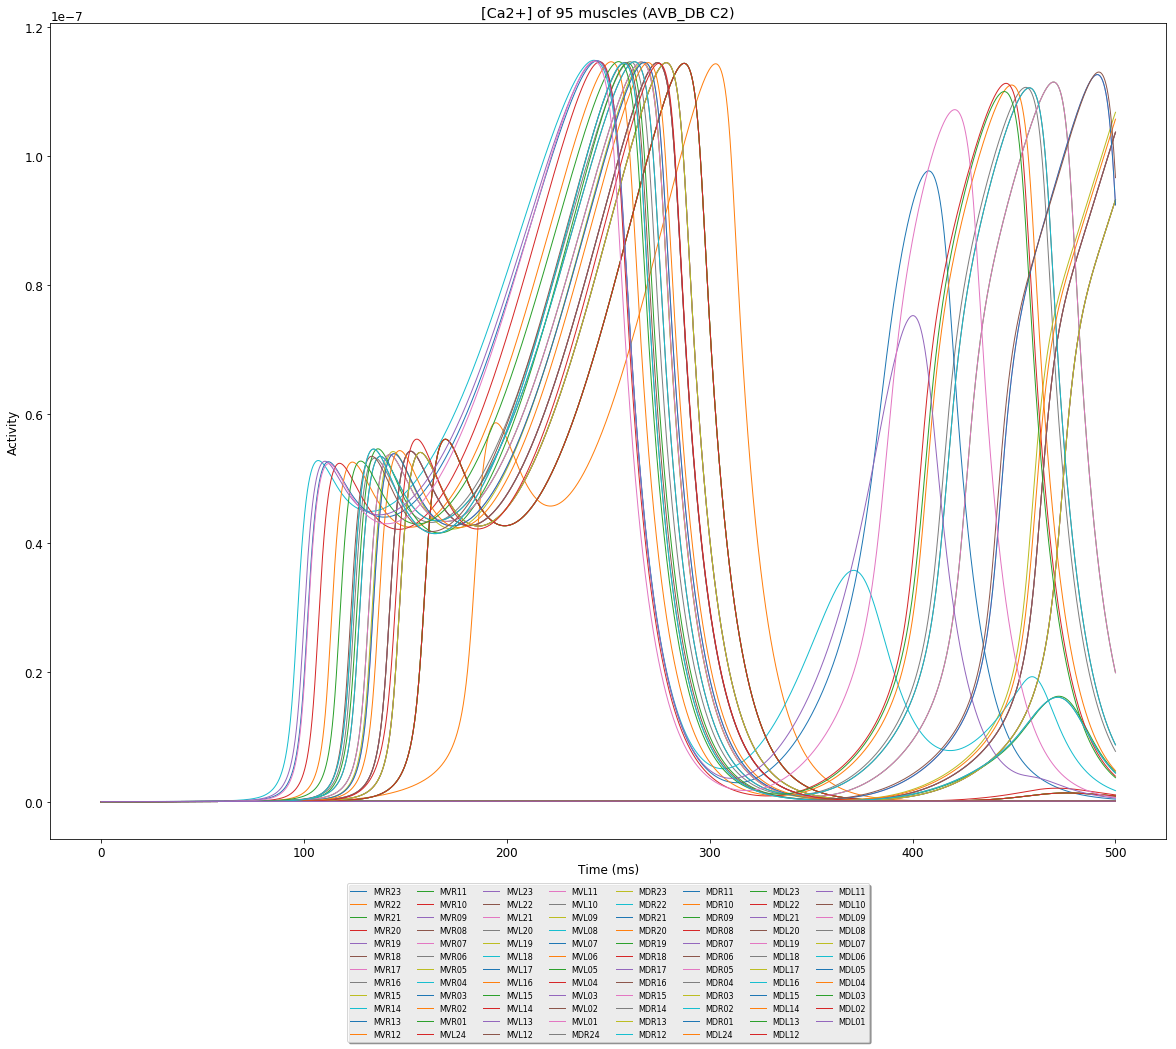 [Ca2+] of 95 muscles (AVB_DB C2)
1e−7
1.2
1.0
0.8
0.6
0.4
0.2
0.0
Activity
0 100 200 300 400 500
Time (ms)
MVR23 MVR11 MVL23 MVL11 MDR23 MDR11 MDL23 MDL11
MVR22 MVR10 MVL22 MVL10 MDR22 MDR10 MDL22 MDL10
MVR21 MVR09 MVL21 MVL09 MDR21 MDR09 MDL21 MDL09
MVR20 MVR08 MVL20 MVL08 MDR20 MDR08 MDL20 MDL08
MVR19 MVR07 MVL19 MVL07 MDR19 MDR07 MDL19 MDL07
MVR18 MVR06 MVL18 MVL06 MDR18 MDR06 MDL18 MDL06
MVR17 MVR05 MVL17 MVL05 MDR17 MDR05 MDL17 MDL05
MVR16 MVR04 MVL16 MVL04 MDR16 MDR04 MDL16 MDL04
MVR15 MVR03 MVL15 MVL03 MDR15 MDR03 MDL15 MDL03
MVR14 MVR02 MVL14 MVL02 MDR14 MDR02 MDL14 MDL02
MVR13 MVR01 MVL13 MVL01 MDR13 MDR01 MDL13 MDL01
MVR12 MVL24 MVL12 MDR24 MDR12 MDL24 MDL12